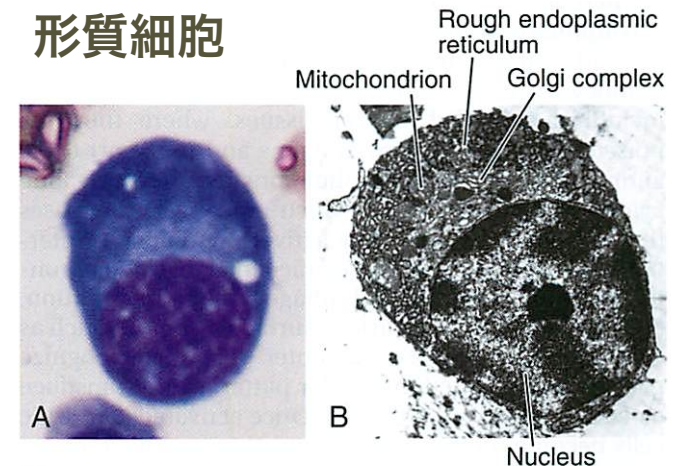 形質細胞
Rough endoplasmic
reticulum
Mitochondrion
Golgi complex
A
B
Nucleus